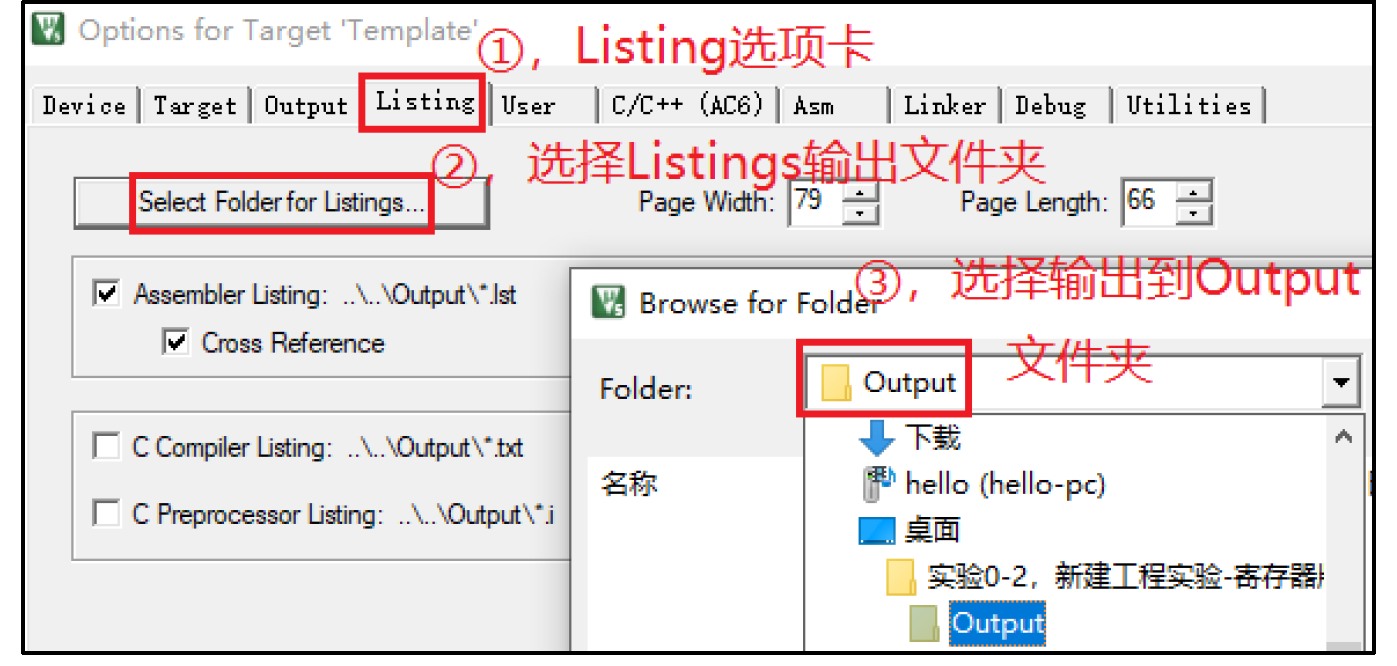 Options for Target 'Template'
①，Listing选项卡
Device Target Output Listing User C/C++ (AC6) Asm Linker Debug Utilities
②，选择Listings输出文件夹
Select Folder for Listings... Page Width: 79 Page Length: 66
③，选择输出到Output
文件夹
Assembler Listing: ..\..\Output\*.lst
Cross Reference
C Compiler Listing: ..\..\Output\*.txt
C Preprocessor Listing: ..\..\Output\*.i
Browse for Folder
Folder: Output
名称
下载
hello (hello-pc)
桌面
实验0-2，新建工程实验-寄存器
Output